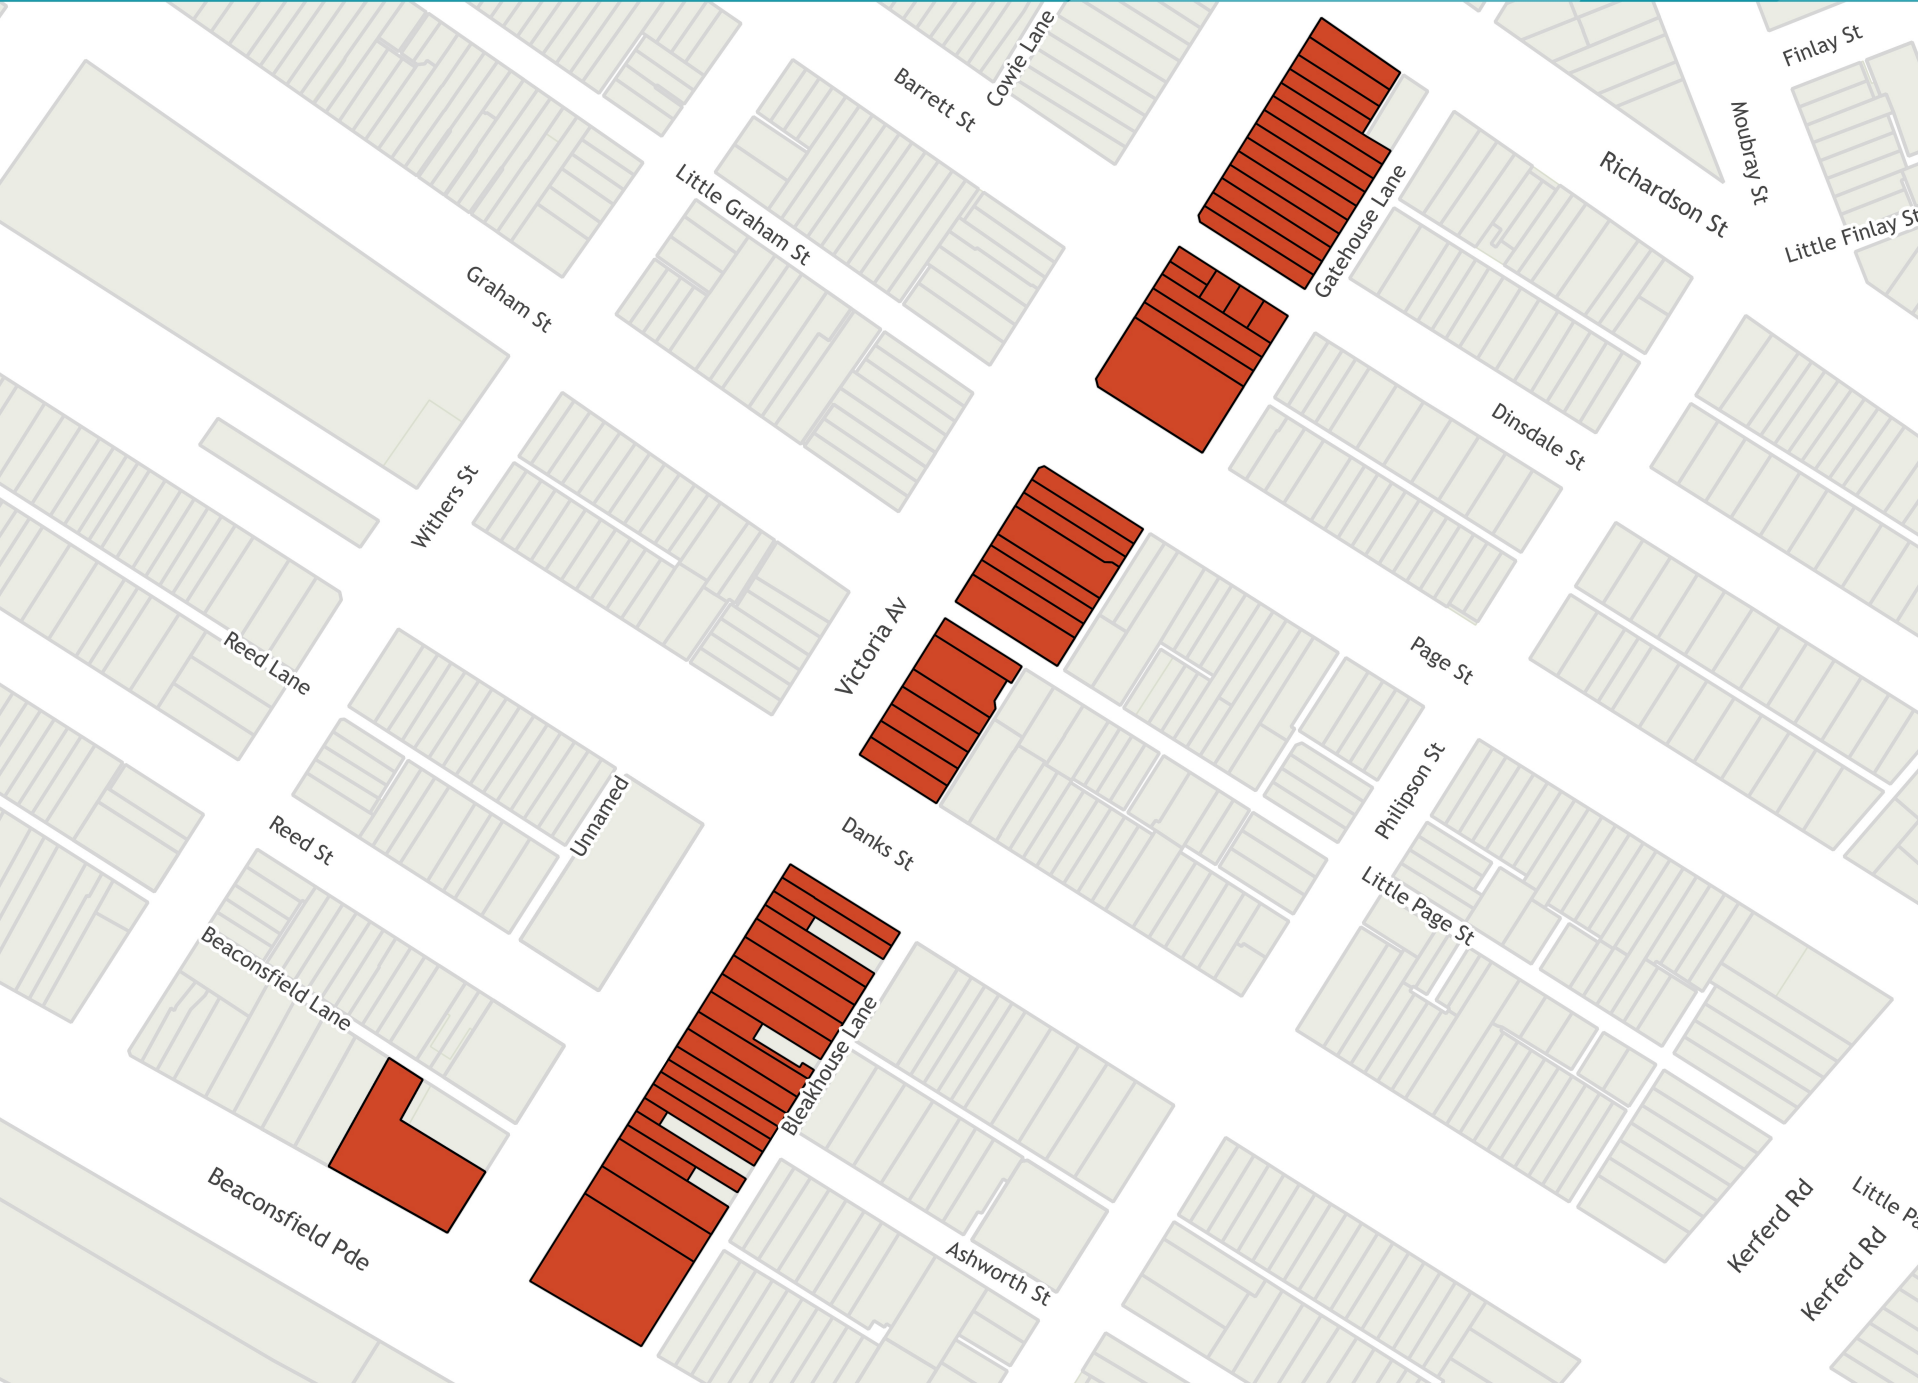 Finlay St
Cowie Lane
Barrett St
Moubray St
Richardson St
Little Graham St
Gatehouse Lane
Little Finlay St
Graham St
Dinsdale St
Withers St
Victoria Av
Reed Lane
Page St
Philipson St
Unnamed
Reed St
Danks St
Little Page St
Beaconsfield Lane
Bleakhouse Lane
Beaconsfield Pde
Ashworth St
Kerferd Rd
Little Pa
Kerferd Rd